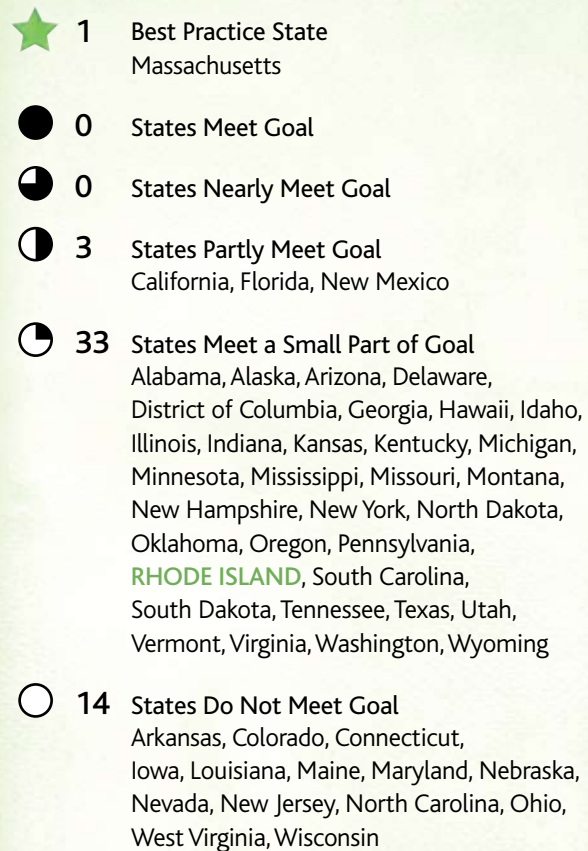 1 Best Practice State
Massachusetts
0 States Meet Goal
0 States Nearly Meet Goal
3 States Partly Meet Goal
California, Florida, New Mexico
33 States Meet a Small Part of Goal
Alabama, Alaska, Arizona, Delaware,
District of Columbia, Georgia, Hawaii, Idaho,
Illinois, Indiana, Kansas, Kentucky, Michigan,
Minnesota, Mississippi, Missouri, Montana,
New Hampshire, New York, North Dakota,
Oklahoma, Oregon, Pennsylvania,
RHODE ISLAND, South Carolina,
South Dakota, Tennessee, Texas, Utah,
Vermont, Virginia, Washington, Wyoming
14 States Do Not Meet Goal
Arkansas, Colorado, Connecticut,
Iowa, Louisiana, Maine, Maryland, Nebraska,
Nevada, New Jersey, North Carolina, Ohio,
West Virginia, Wisconsin